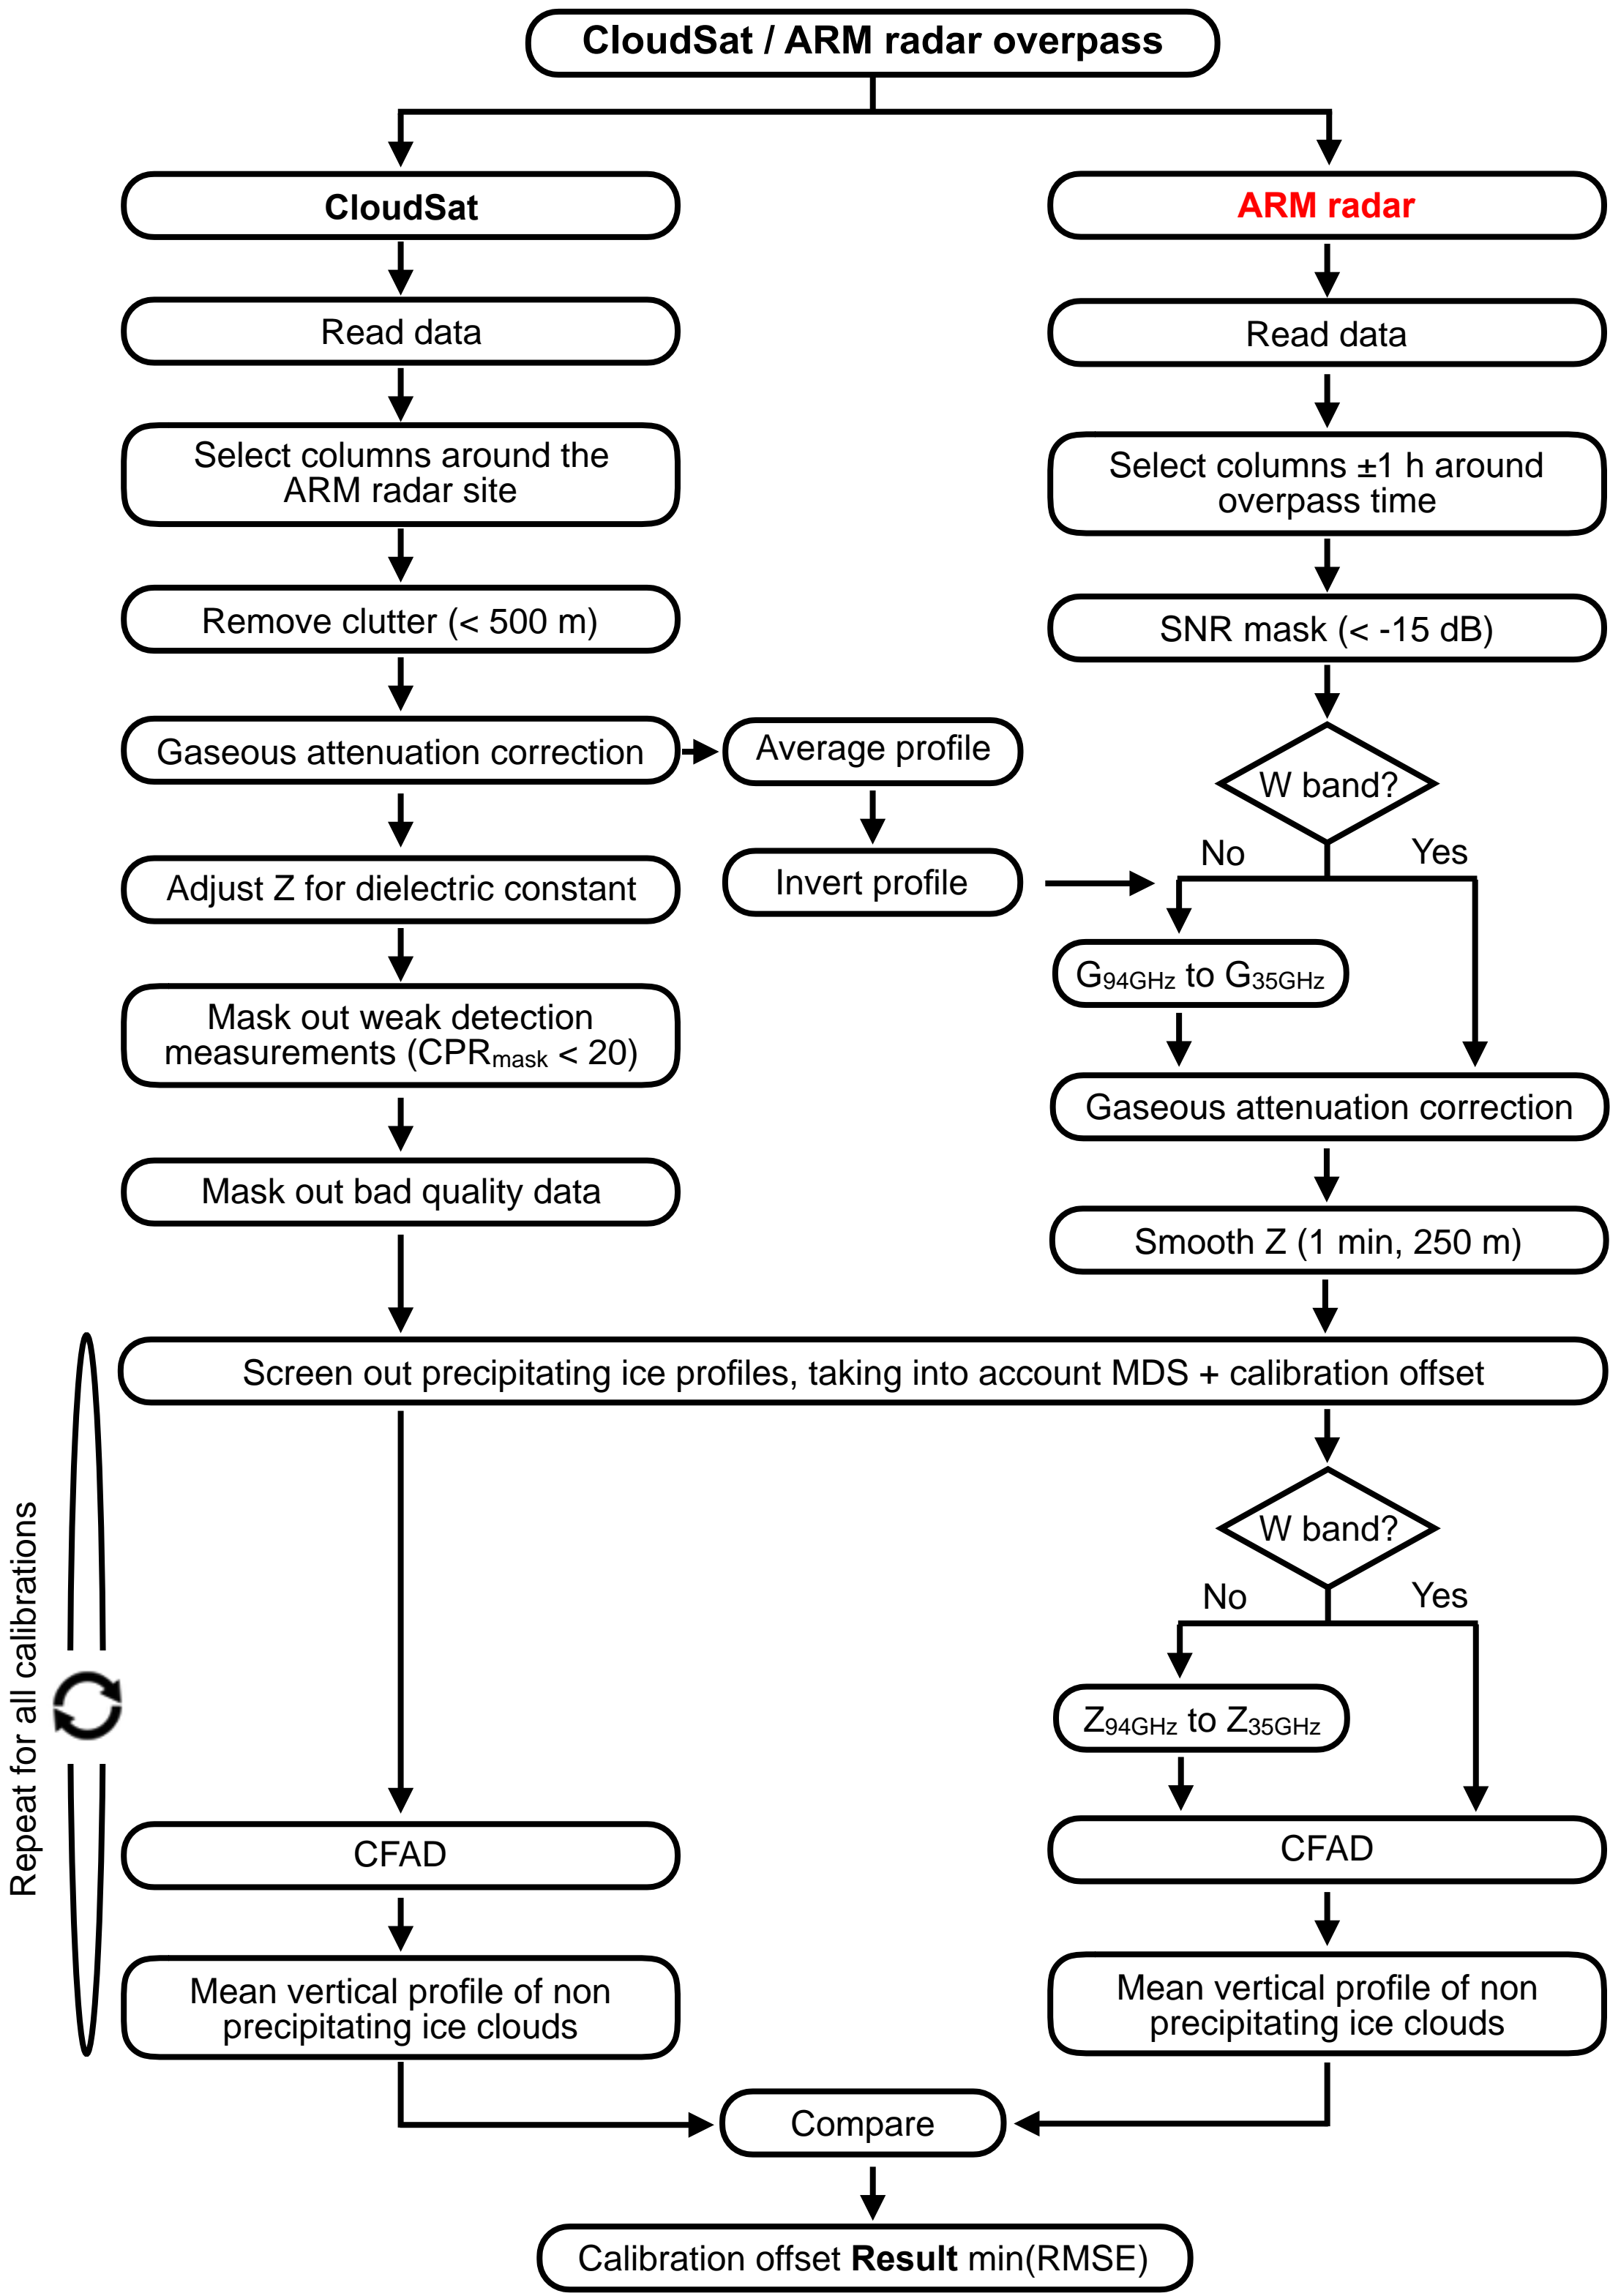 CloudSat / ARM radar overpass
CloudSat
Read data
Select columns around the
ARM radar site
Remove clutter (< 500 m)
Gaseous attenuation correction
Average profile
Invert profile
Adjust Z for dielectric constant
Mask out weak detection
measurements (CPRmask < 20)
Mask out bad quality data
ARM radar
Read data
Select columns ±1 h around
overpass time
SNR mask (< -15 dB)
W band?
No
Yes
G94GHz to G35GHz
Gaseous attenuation correction
Smooth Z (1 min, 250 m)
Screen out precipitating ice profiles, taking into account MDS + calibration offset
Repeat for all calibrations
CFAD
Mean vertical profile of non
precipitating ice clouds
W band?
No
Yes
Z94GHz to Z35GHz
CFAD
Mean vertical profile of non
precipitating ice clouds
Compare
Calibration offset Result min(RMSE)